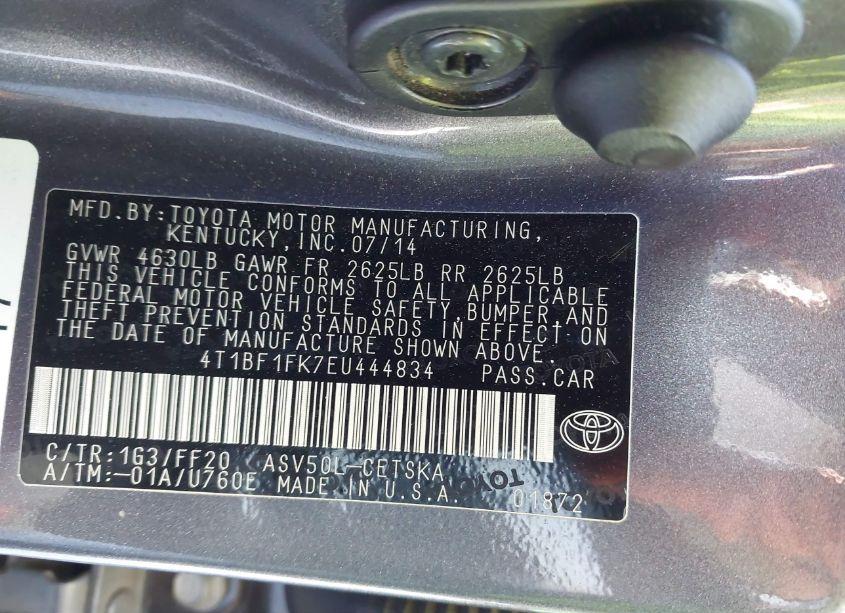 MFD.BY:TOYOTA MOTOR MANUFACTURING,
KENTUCKY,INC.07/14
GVWR 4630LB GAWR FR 2625LB RR 2625LB
THIS VEHICLE CONFORMS TO ALL APPLICABLE
FEDERAL MOTOR VEHICLE SAFETY,BUMPER,AND
THEFT PREVENTION STANDARDS IN EFFECT ON
THE DATE OF MANUFACTURE SHOWN ABOVE.
4T1BF1FK7EU444834 PASS.CAR
C/TR:1G3/FF20 ASV50L-CETSKA
A/TM:-01A/U760E MADE IN U.S.A. 01872
TOYOTA